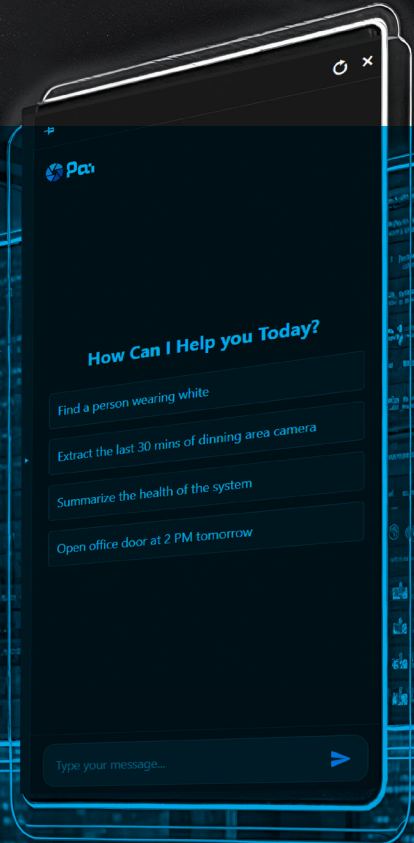 How Can I Help you Today?
Find a person wearing white
Extract the last 30 mins of dinning area camera
Summarize the health of the system
Open office door at 2 PM tomorrow
Type your message...